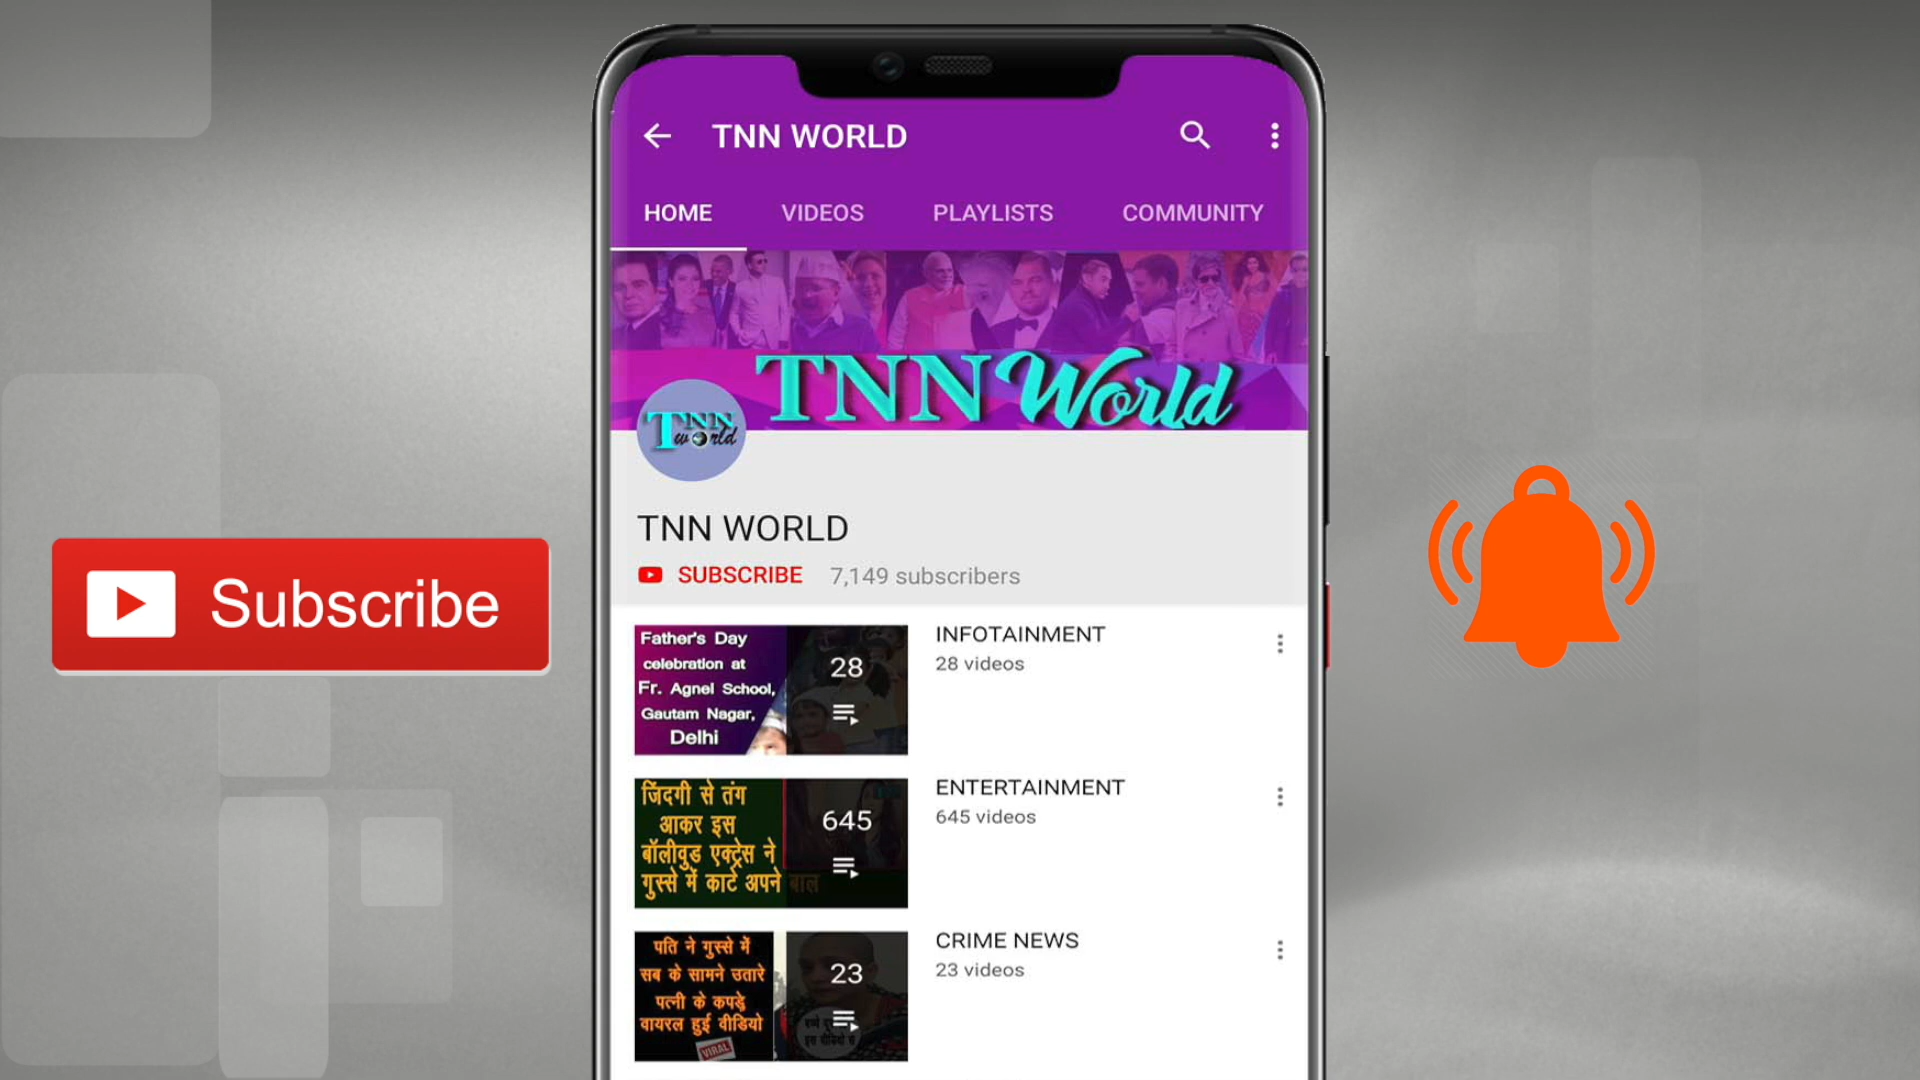 TNN WORLD
HOME VIDEOS PLAYLISTS COMMUNITY
TNN World
TNN
World
TNN WORLD
SUBSCRIBE 7,149 subscribers
Subscribe
Father's Day
celebration at
Fr. Agnel School,
Gautam Nagar,
Delhi
28
INFOTAINMENT
28 videos
जिंदगी से तंग
आकर इस
बॉलीवुड एक्ट्रेस ने
गुस्से में काटे अपने बाल
645
ENTERTAINMENT
645 videos
पति ने गुस्से में
सब के सामने उतारे
पत्नी के कपड़े
वायरल हुई वीडियो
VIRAL
23
CRIME NEWS
23 videos